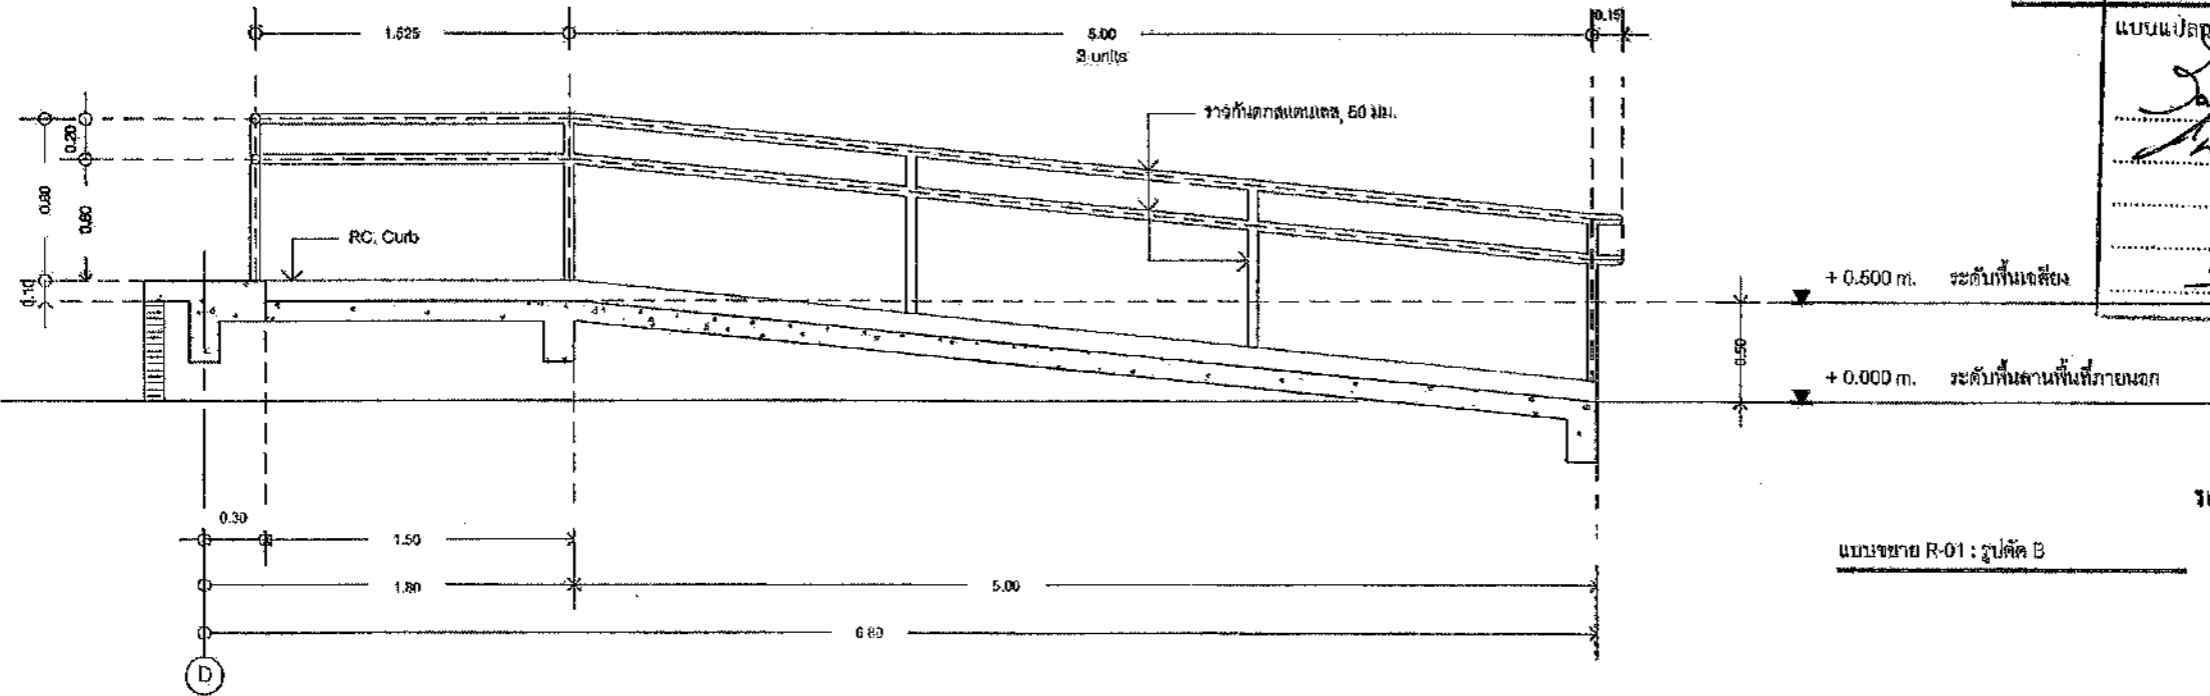 1.525
5.00
0.15
3 units
แบบแปลน
ราวกันตกสแตนเลส, 50 มม.
0.20
0.80
0.60
RC. Curb
0.10
+ 0.500 m. ระดับพื้นเฉลียง
0.50
+ 0.000 m. ระดับพื้นลานพื้นที่ภายนอก
0.30
1.50
แบบขยาย R-01 : รูปตัด B
1.80
5.00
6.80
D